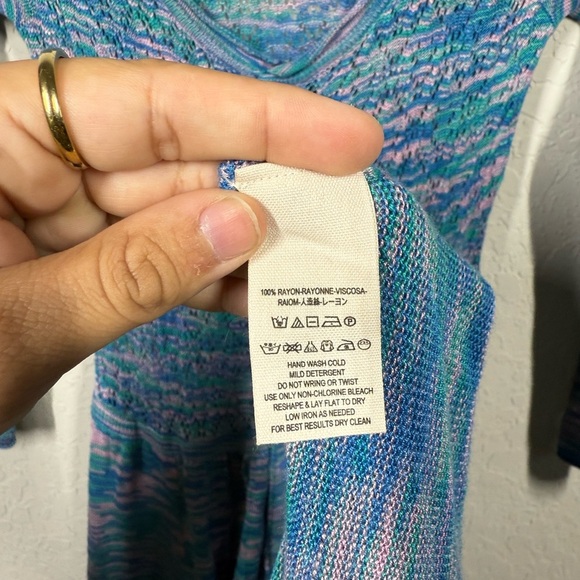 100% RAYON-RAYONNE-VISCOSA-
RAIOM-人造絲-レーヨン
HAND WASH COLD
MILD DETERGENT
DO NOT WRING OR TWIST
USE ONLY NON-CHLORINE BLEACH
RESHAPE & LAY FLAT TO DRY
LOW IRON AS NEEDED
FOR BEST RESULTS DRY CLEAN